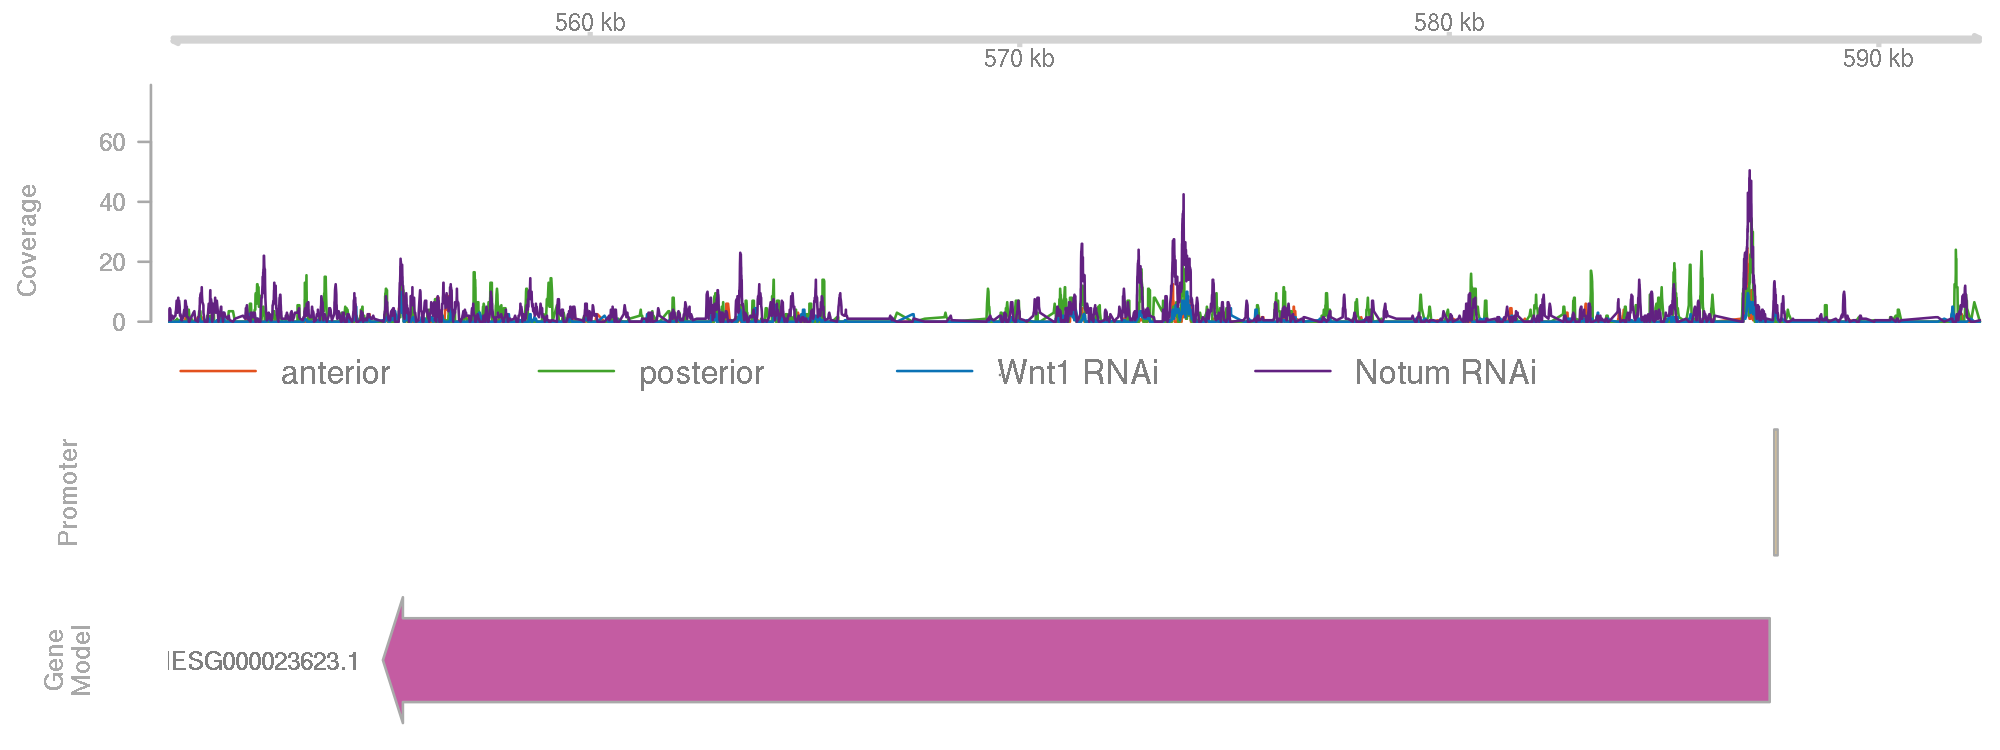 560 kb
580 kb
570 kb
590 kb
Coverage
60
40
20
0
anterior
posterior
Wnt1 RNAi
Notum RNAi
Promoter
Gene
Model
ESG000023623.1